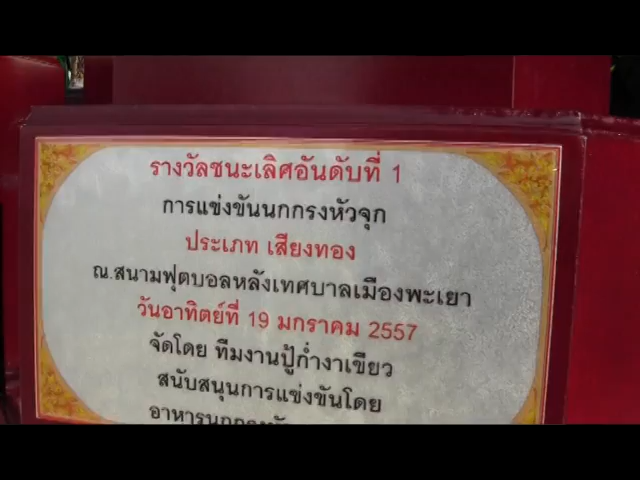 รางวัลชนะเลิศอันดับที่ 1
การแข่งขันนกกรงหัวจุก
ประเภท เสียงทอง
ณ.สนามฟุตบอลหลังเทศบาลเมืองพะเยา
วันอาทิตย์ที่ 19 มกราคม 2557
จัดโดย ทีมงานปู้ก่ำงาเขียว
สนับสนุนการแข่งขันโดย